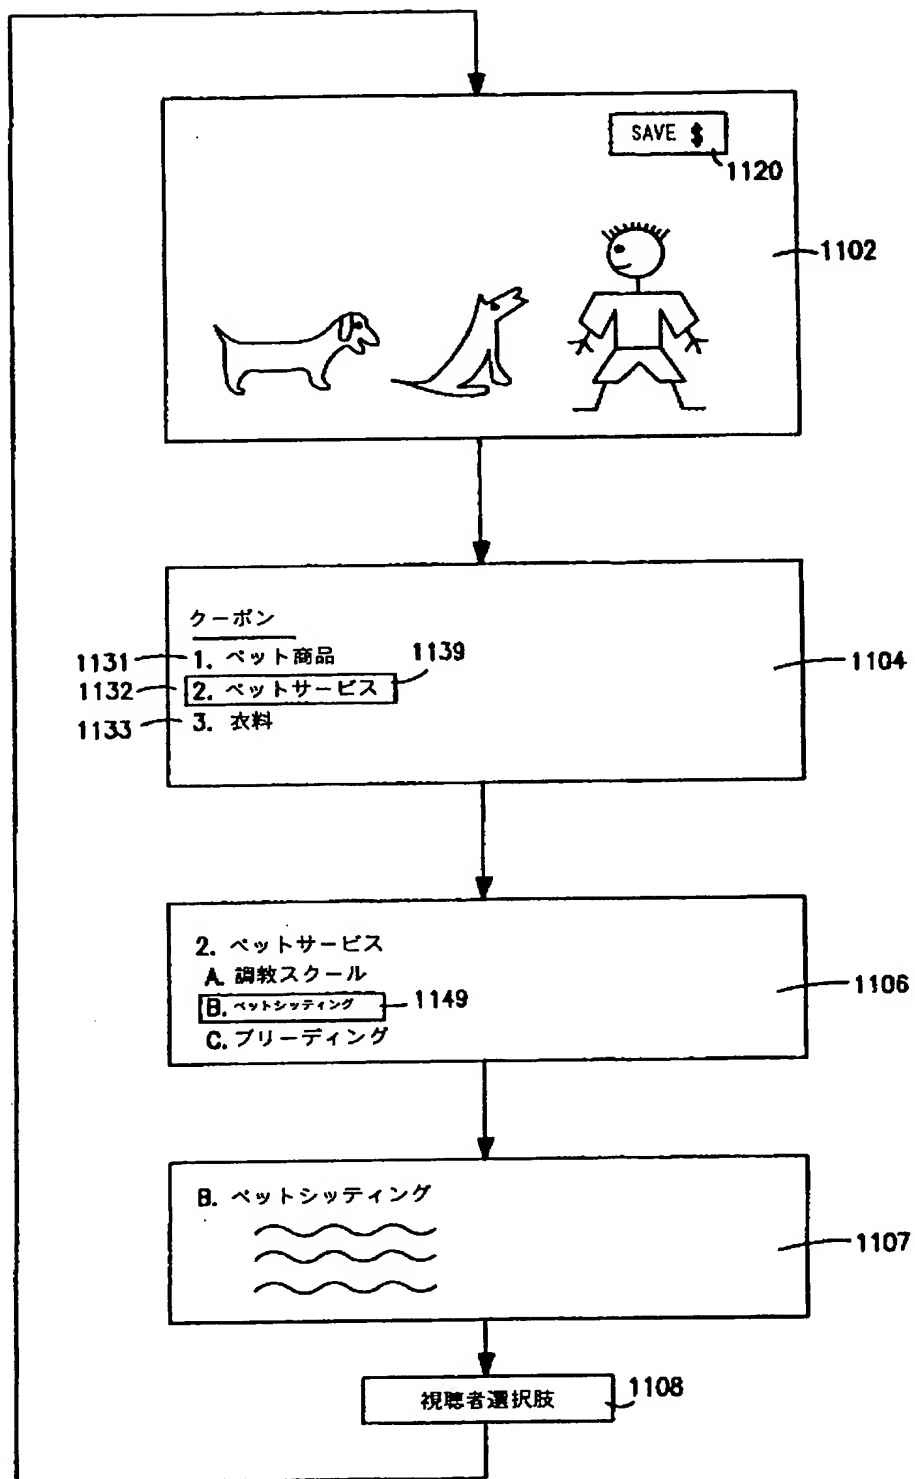 SAVE $
1120
1102
クーポン
1131 1. ペット商品 1139
1132 2. ペットサービス
1133 3. 衣料
1104
2. ペットサービス
A. 調教スクール
B. ペットシッティング 1149
C. ブリーディング
1106
B. ペットシッティング
1107
視聴者選択肢 1108